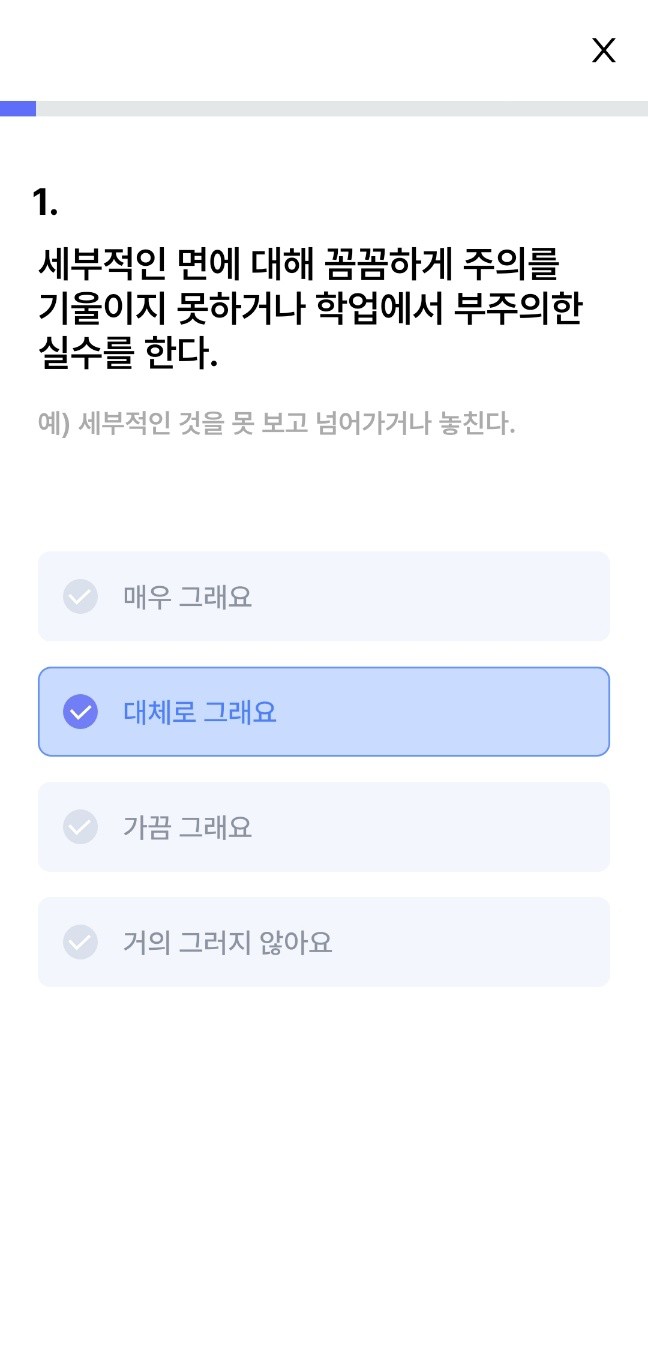 X
1.
세부적인 면에 대해 꼼꼼하게 주의를
기울이지 못하거나 학업에서 부주의한
실수를 한다.
예) 세부적인 것을 못 보고 넘어가거나 놓친다.
매우 그래요
대체로 그래요
가끔 그래요
거의 그러지 않아요